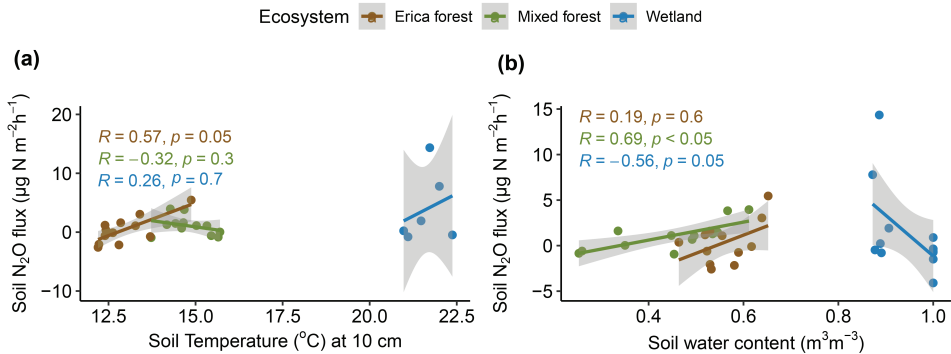 Ecosystem Erica forest Mixed forest Wetland
(a)
Soil N₂O flux (µg N m⁻²h⁻¹)
20
10
0
−10
R = 0.57, p = 0.05
R = −0.32, p = 0.3
R = 0.26, p = 0.7
12.5 15.0 17.5 20.0 22.5
Soil Temperature (°C) at 10 cm
(b)
Soil N₂O flux (µg N m⁻²h⁻¹)
15
10
5
0
−5
R = 0.19, p = 0.6
R = 0.69, p < 0.05
R = −0.56, p = 0.05
0.4 0.6 0.8 1.0
Soil water content (m³m⁻³)